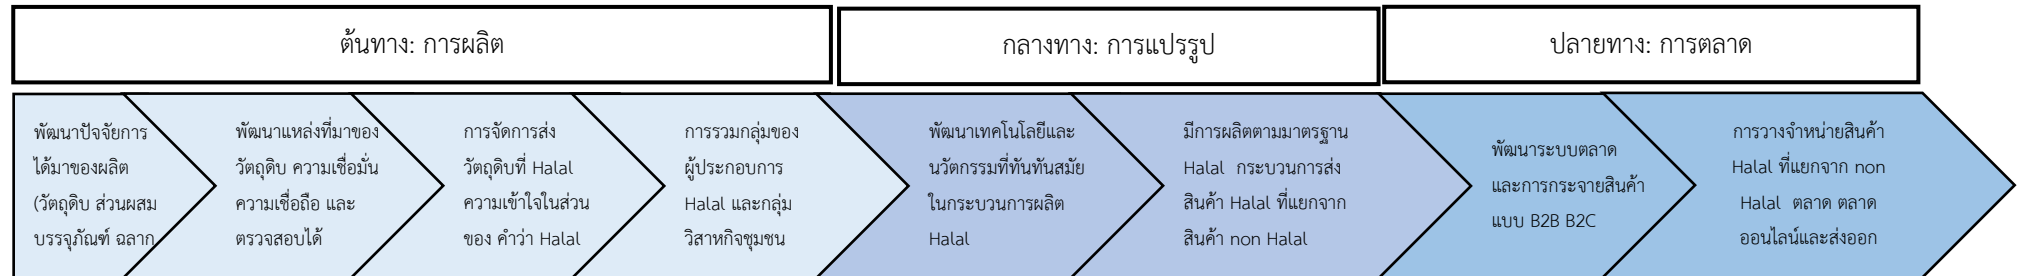 ต้นทาง: การผลิต
กลางทาง: การแปรรูป
ปลายทาง: การตลาด
พัฒนาปัจจัยการ
ได้มาของผลิต
(วัตถุดิบ ส่วนผสม
บรรจุภัณฑ์ ฉลาก
พัฒนาแหล่งที่มาของ
วัตถุดิบ ความเชื่อมั่น
ความเชื่อถือ และ
ตรวจสอบได้
การจัดการส่ง
วัตถุดิบที่ Halal
ความเข้าใจในส่วน
ของ คำว่า Halal
การรวมกลุ่มของ
ผู้ประกอบการ
Halal และกลุ่ม
วิสาหกิจชุมชน
พัฒนาเทคโนโลยีและ
นวัตกรรมที่ทันทันสมัย
ในกระบวนการผลิต
Halal
มีการผลิตตามมาตรฐาน
Halal กระบวนการส่ง
สินค้า Halal ที่แยกจาก
สินค้า non Halal
พัฒนาระบบตลาด
และการกระจายสินค้า
แบบ B2B B2C
การวางจำหน่ายสินค้า
Halal ที่แยกจาก non
Halal ตลาด ตลาด
ออนไลน์และส่งออก